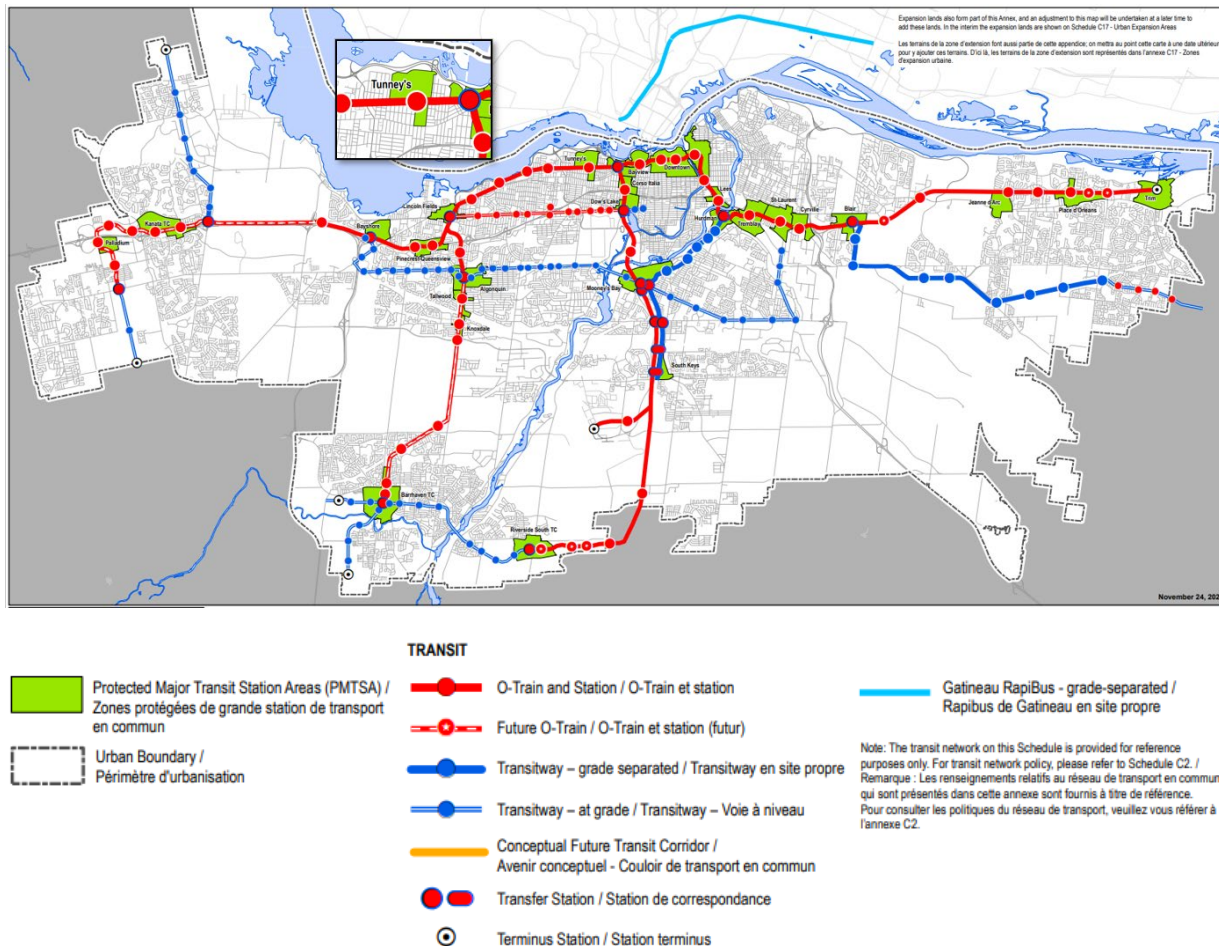 Expansion lands also form part of this Annex, and an adjustment to this map will be undertaken at a later time to
add these lands. In the interim the expansion lands are shown on Schedule C17 - Urban Expansion Areas
Les terrains de la zone d'extension font aussi partie de cette appendice; on mettra au point cette carte à une date ultérieure
pour y ajouter ces terrains. D'ici là, les terrains de la zone d'extension sont représentés dans l'annexe C17 - Zones
d'expansion urbaine.
Tunney's
Tunney's
Bayview
Downtown
Corso Italia
Lees
Lincoln Fields
Dow's Lake
St-Laurent
Jeanne d'Arc
Place d'Orléans
Trim
Kanata TC
Bayshore
Hurdman
Tremblay
Cyrville
Blair
Palladium
Pinecrest Queensview
Algonquin
Mooney's Bay
Tallwood
Knoxdale
South Keys
Barrhaven TC
Riverside South TC
November 24, 202
TRANSIT
Protected Major Transit Station Areas (PMTSA) /
Zones protégées de grande station de transport
en commun
Urban Boundary /
Périmètre d'urbanisation
O-Train and Station / O-Train et station
Future O-Train / O-Train et station (futur)
Transitway – grade separated / Transitway en site propre
Transitway – at grade / Transitway – Voie à niveau
Conceptual Future Transit Corridor /
Avenir conceptuel - Couloir de transport en commun
Transfer Station / Station de correspondance
Terminus Station / Station terminus
Gatineau RapiBus - grade-separated /
Rapibus de Gatineau en site propre
Note: The transit network on this Schedule is provided for reference
purposes only. For transit network policy, please refer to Schedule C2. /
Remarque : Les renseignements relatifs au réseau de transport en commun
qui sont présentés dans cette annexe sont fournis à titre de référence.
Pour consulter les politiques du réseau de transport, veuillez vous référer à
l'annexe C2.